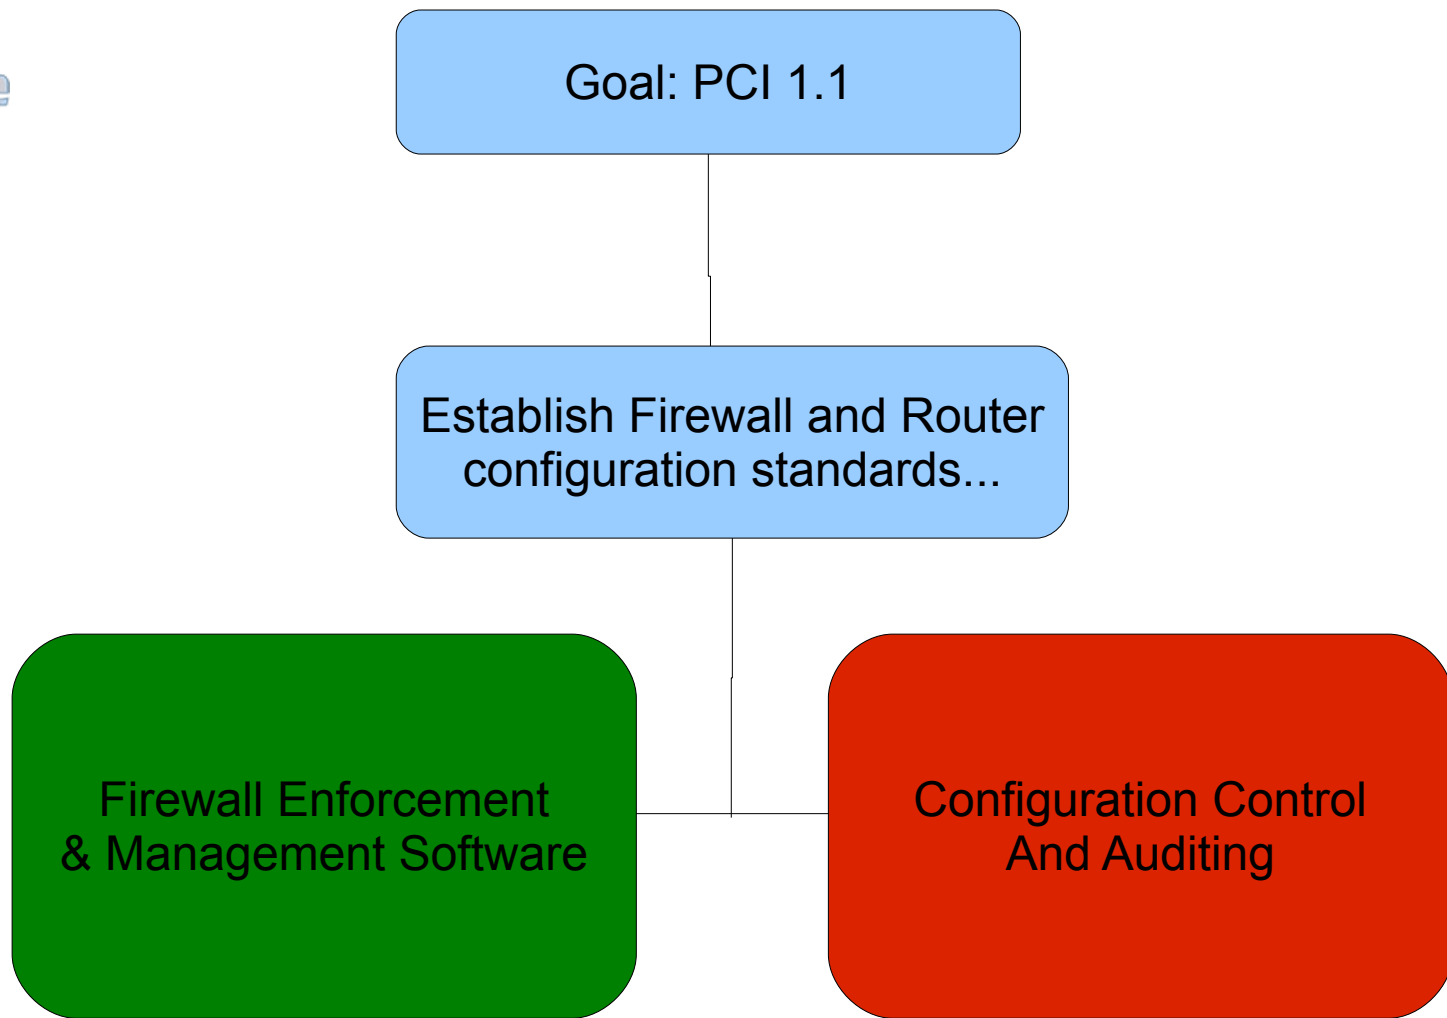 Goal: PCI 1.1
Establish Firewall and Router
configuration standards...
Firewall Enforcement
& Management Software
Configuration Control
And Auditing